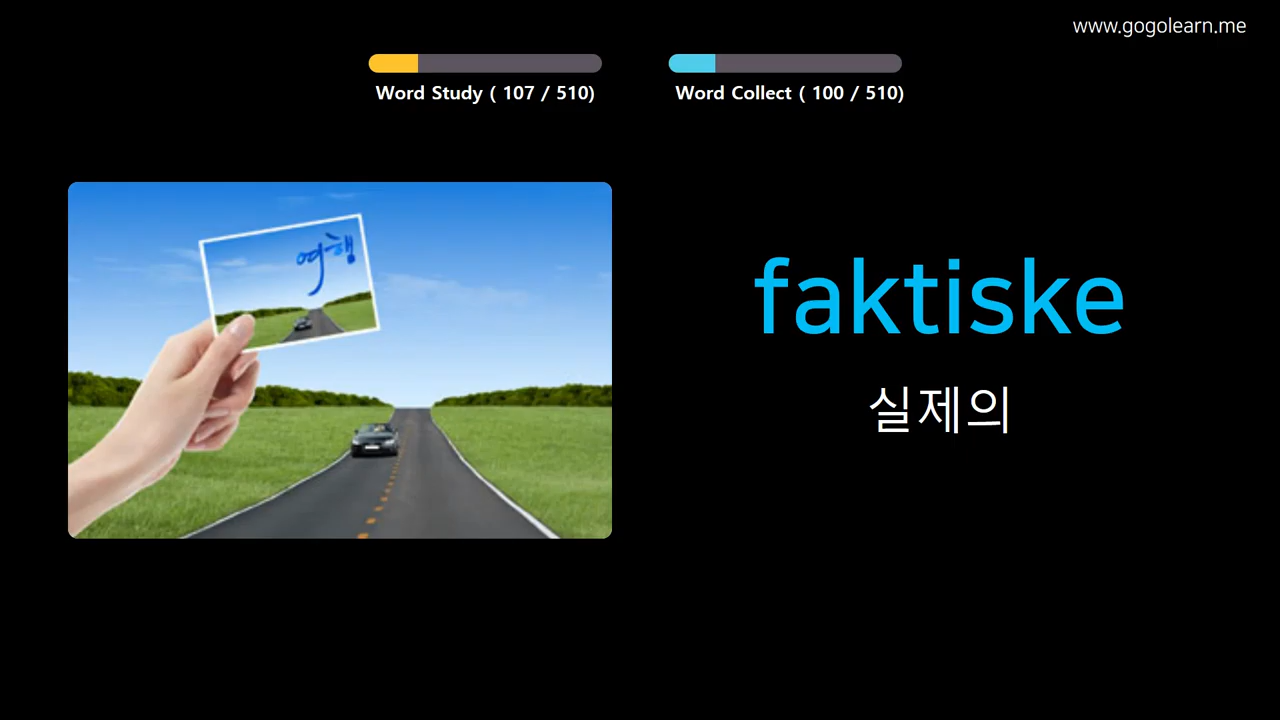 www.gogolearn.me
Word Study ( 107 / 510)
Word Collect ( 100 / 510)
여행
faktiske
실제의